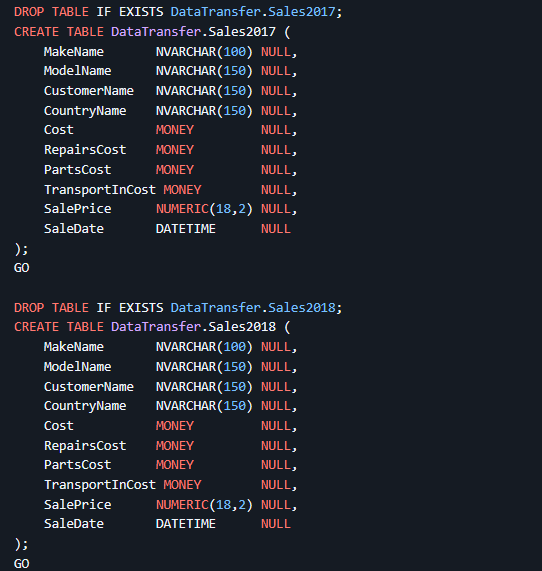 DROP TABLE IF EXISTS DataTransfer.Sales2017;
CREATE TABLE DataTransfer.Sales2017 (
    MakeName       NVARCHAR(100) NULL,
    ModelName      NVARCHAR(150) NULL,
    CustomerName   NVARCHAR(150) NULL,
    CountryName    NVARCHAR(150) NULL,
    Cost           MONEY         NULL,
    RepairsCost    MONEY         NULL,
    PartsCost      MONEY         NULL,
    TransportInCost MONEY        NULL,
    SalePrice      NUMERIC(18,2) NULL,
    SaleDate       DATETIME      NULL
);
GO

DROP TABLE IF EXISTS DataTransfer.Sales2018;
CREATE TABLE DataTransfer.Sales2018 (
    MakeName       NVARCHAR(100) NULL,
    ModelName      NVARCHAR(150) NULL,
    CustomerName   NVARCHAR(150) NULL,
    CountryName    NVARCHAR(150) NULL,
    Cost           MONEY         NULL,
    RepairsCost    MONEY         NULL,
    PartsCost      MONEY         NULL,
    TransportInCost MONEY        NULL,
    SalePrice      NUMERIC(18,2) NULL,
    SaleDate       DATETIME      NULL
);
GO